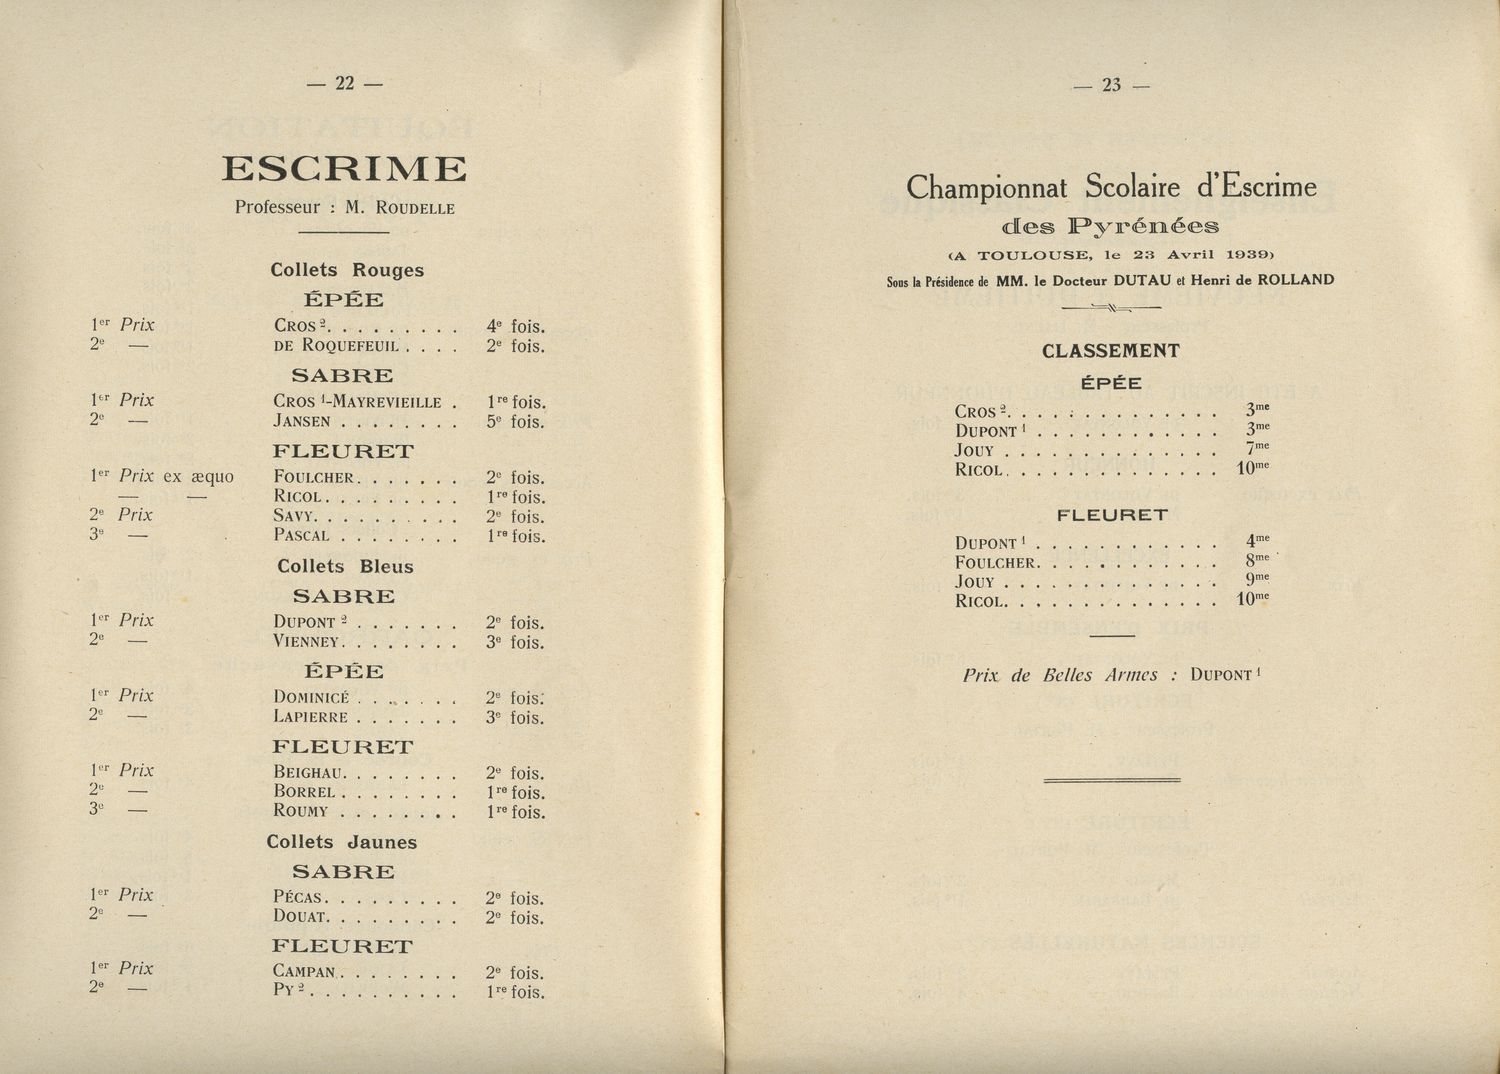 — 22 —
ESCRIME
Professeur : M. ROUDELLE
Collets Rouges
ÉPÉE
1er Prix CROS 2. . . . . . . . . 4e fois.
2e — DE ROQUEFEUIL . . . . 2e fois.
SABRE
1er Prix CROS 1-MAYREVIEILLE . 1re fois.
2e — JANSEN . . . . . . . . 5e fois.
FLEURET
1er Prix ex æquo FOULCHER. . . . . . . 2e fois.
— — RICOL. . . . . . . . . 1re fois.
2e Prix SAVY. . . . . . . . . . 2e fois.
3e — PASCAL . . . . . . . . 1re fois.
Collets Bleus
SABRE
1er Prix DUPONT 2 . . . . . . . 2e fois.
2e — VIENNEY. . . . . . . . 3e fois.
ÉPÉE
1er Prix DOMINICÉ . . . . . . . 2e fois.
2e — LAPIERRE . . . . . . . 3e fois.
FLEURET
1er Prix BEIGHAU. . . . . . . . 2e fois.
2e — BORREL . . . . . . . . 1re fois.
3e — ROUMY . . . . . . . . 1re fois.
Collets Jaunes
SABRE
1er Prix PÉCAS. . . . . . . . . 2e fois.
2e — DOUAT. . . . . . . . . 2e fois.
FLEURET
1er Prix CAMPAN. . . . . . . . 2e fois.
2e — PY 2. . . . . . . . . . 1re fois.
— 23 —
Championnat Scolaire d'Escrime
des Pyrénées
(A TOULOUSE, le 23 Avril 1939)
Sous la Présidence de MM. le Docteur DUTAU et Henri de ROLLAND
CLASSEMENT
ÉPÉE
CROS 2. . . . . . . . . . . . . . 3me
DUPONT 1 . . . . . . . . . . . . 3me
JOUY . . . . . . . . . . . . . . 7me
RICOL. . . . . . . . . . . . . . 10me
FLEURET
DUPONT 1 . . . . . . . . . . . . 4me
FOULCHER. . . . . . . . . . . . 8me
JOUY . . . . . . . . . . . . . . 9me
RICOL. . . . . . . . . . . . . . 10me
Prix de Belles Armes : DUPONT 1